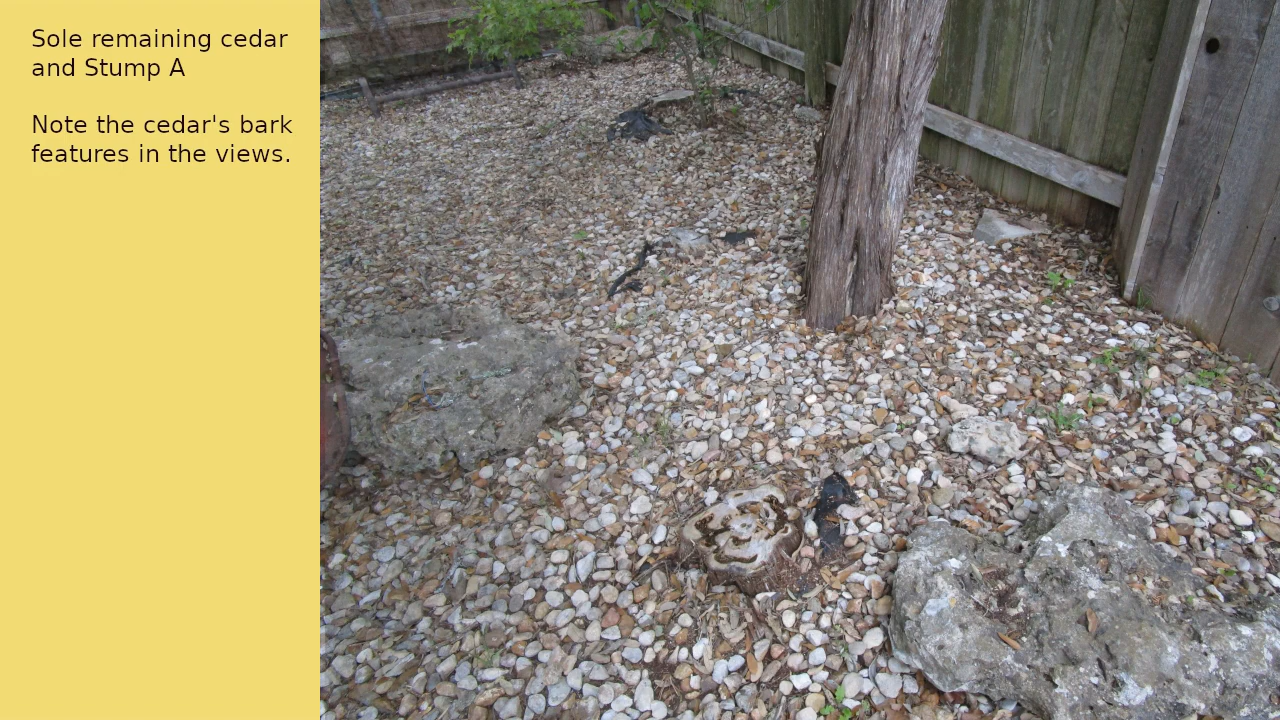 Sole remaining cedar
and Stump A
Note the cedar's bark
features in the views.